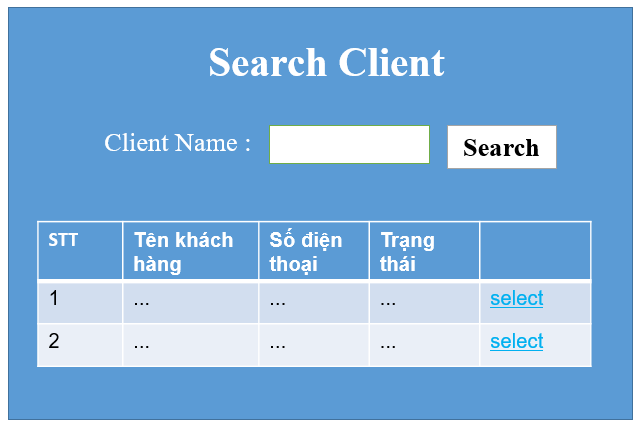 Search Client
Client Name :
Search
STT Tên khách hàng Số điện thoại Trạng thái
1 ... ... ... select
2 ... ... ... select